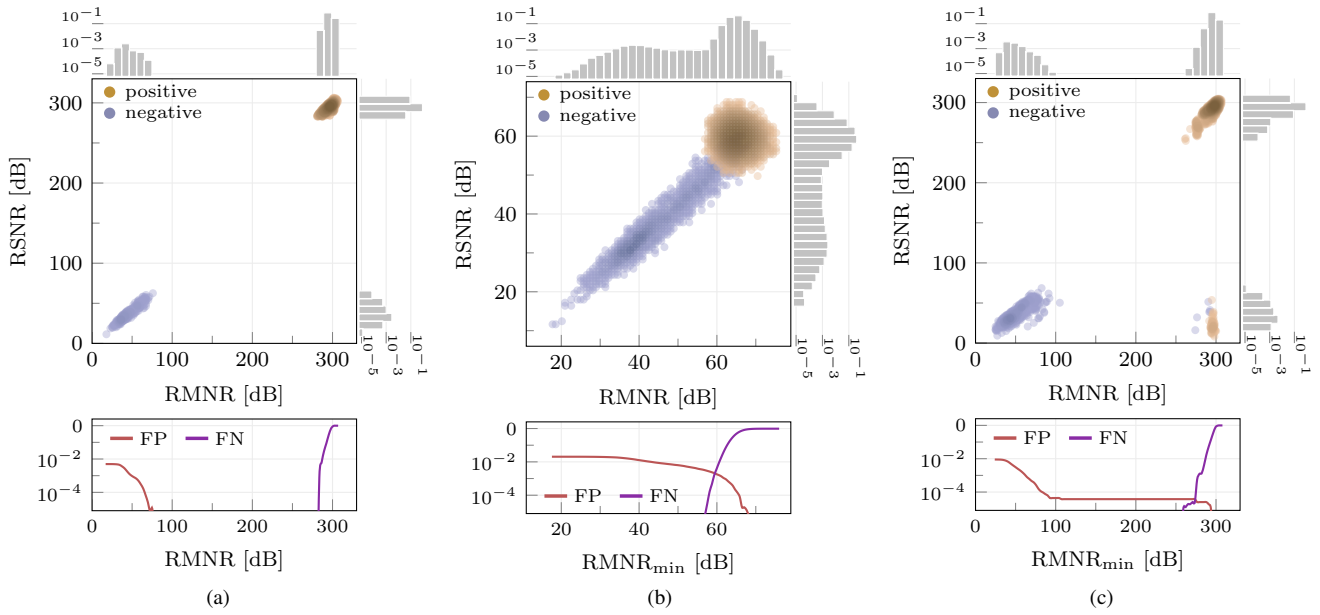 10^{-1}
10^{-3}
10^{-5}
positive
negative
300
200
100
0
RSNR [dB]
10^{-5}
10^{-3}
10^{-1}
0 100 200 300
RMNR [dB]
FP FN
0
10^{-2}
10^{-4}
0 100 200 300
RMNR [dB]
(a)
10^{-1}
10^{-3}
10^{-5}
positive
negative
60
40
20
RSNR [dB]
10^{-5}
10^{-3}
10^{-1}
20 40 60
RMNR [dB]
0
10^{-2}
10^{-4}
FP FN
20 40 60
RMNR_{min} [dB]
(b)
10^{-1}
10^{-3}
10^{-5}
positive
negative
300
200
100
0
RSNR [dB]
10^{-5}
10^{-3}
10^{-1}
0 100 200 300
RMNR [dB]
FP FN
0
10^{-2}
10^{-4}
0 100 200 300
RMNR_{min} [dB]
(c)